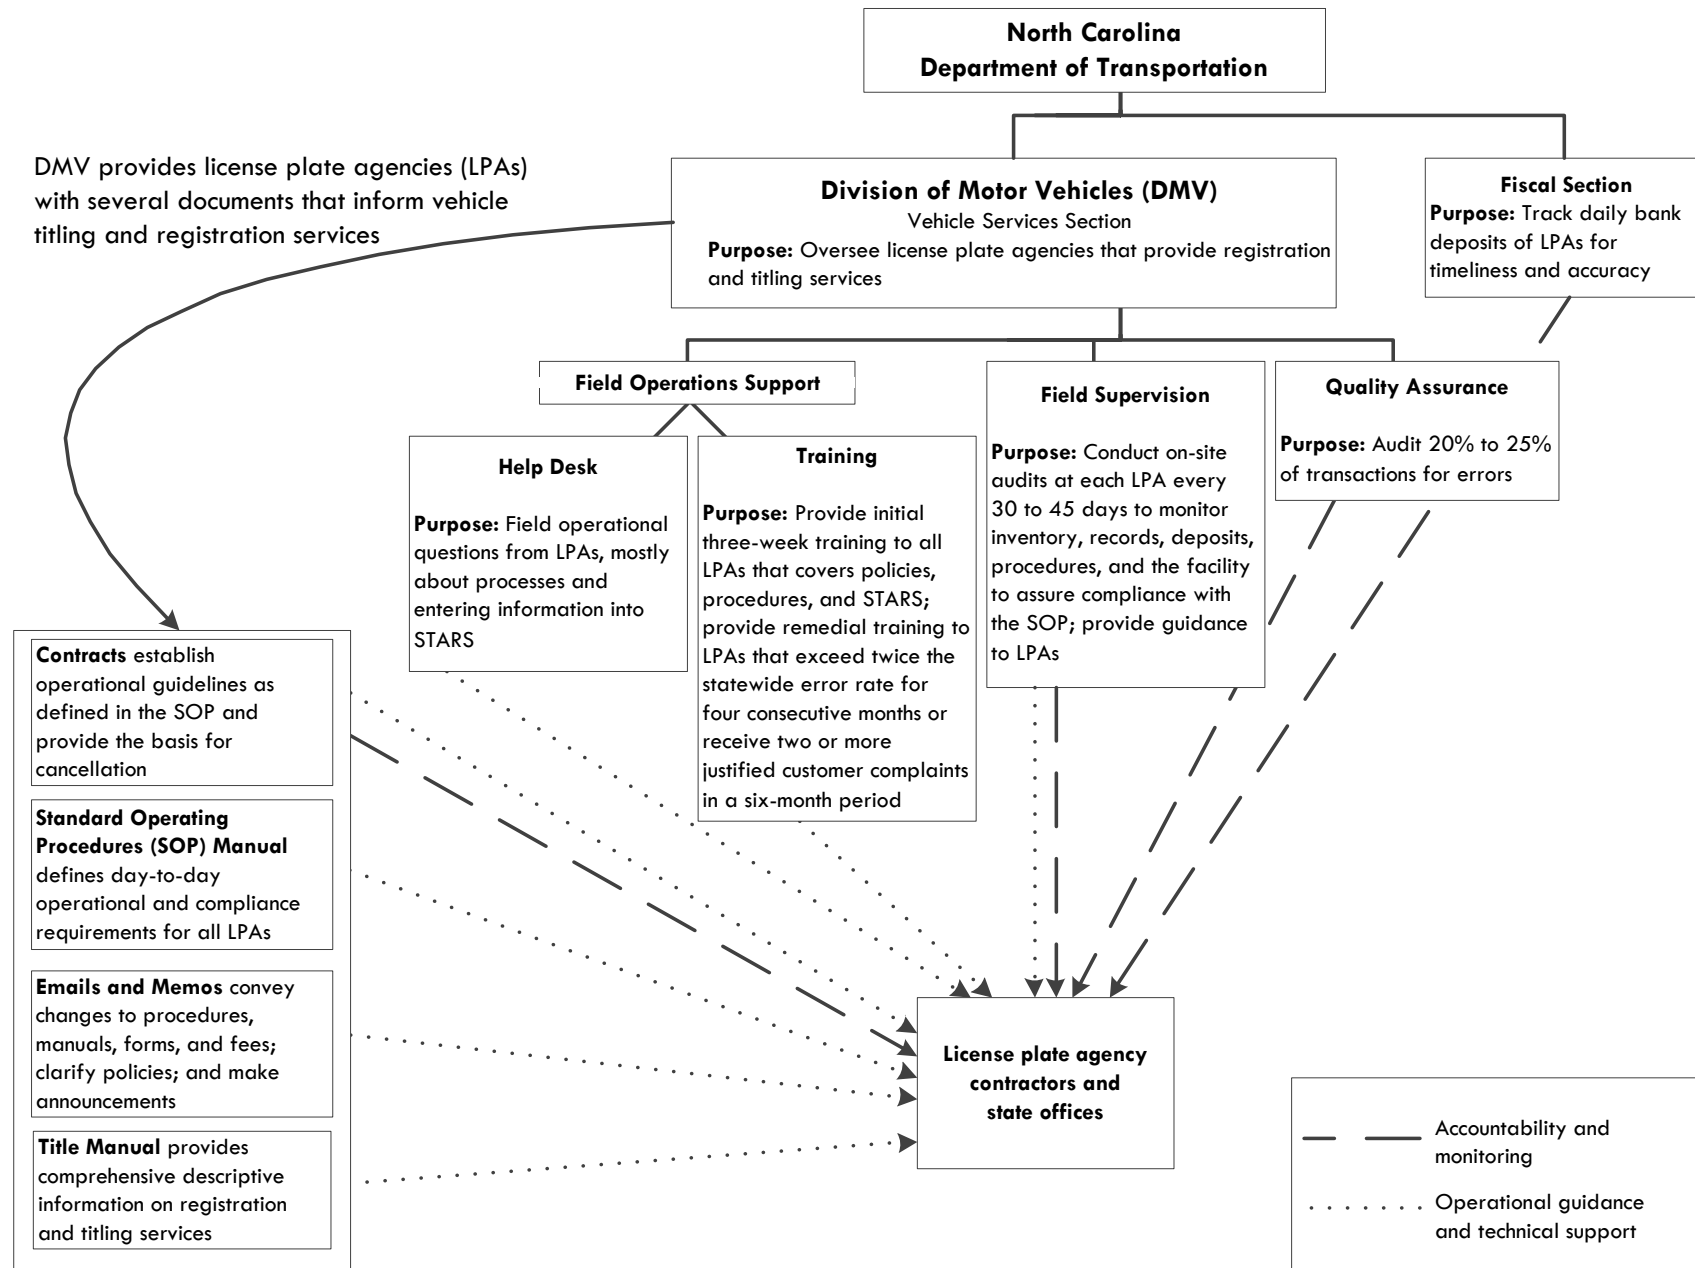 North Carolina
Department of Transportation
DMV provides license plate agencies (LPAs)
with several documents that inform vehicle
titling and registration services
Division of Motor Vehicles (DMV)
Vehicle Services Section
Purpose: Oversee license plate agencies that provide registration
and titling services
Fiscal Section
Purpose: Track daily bank
deposits of LPAs for
timeliness and accuracy
Field Operations Support
Help Desk
Purpose: Field operational
questions from LPAs, mostly
about processes and
entering information into
STARS
Training
Purpose: Provide initial
three-week training to all
LPAs that covers policies,
procedures, and STARS;
provide remedial training to
LPAs that exceed twice the
statewide error rate for
four consecutive months or
receive two or more
justified customer complaints
in a six-month period
Field Supervision
Purpose: Conduct on-site
audits at each LPA every
30 to 45 days to monitor
inventory, records, deposits,
procedures, and the facility
to assure compliance with
the SOP; provide guidance
to LPAs
Quality Assurance
Purpose: Audit 20% to 25%
of transactions for errors
Contracts establish
operational guidelines as
defined in the SOP and
provide the basis for
cancellation
Standard Operating
Procedures (SOP) Manual
defines day-to-day
operational and compliance
requirements for all LPAs
Emails and Memos convey
changes to procedures,
manuals, forms, and fees;
clarify policies; and make
announcements
Title Manual provides
comprehensive descriptive
information on registration
and titling services
License plate agency
contractors and
state offices
Accountability and
monitoring
Operational guidance
and technical support